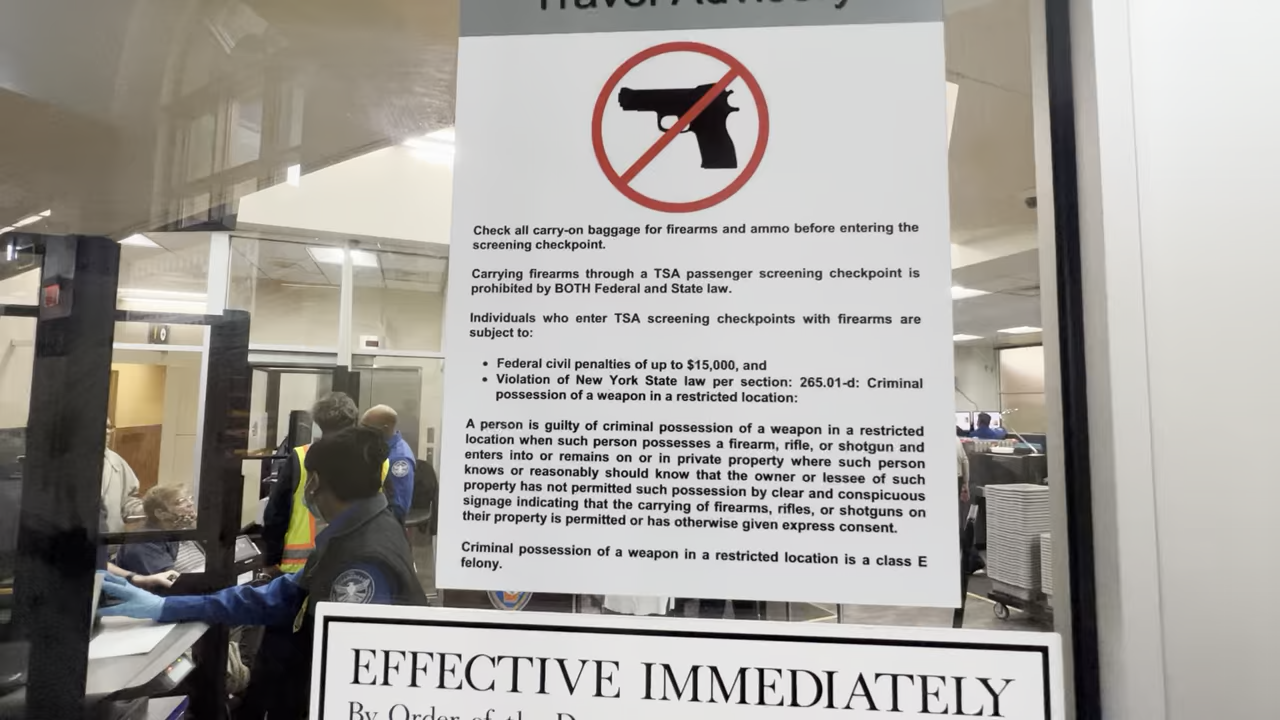 Travel Advisory
Check all carry-on baggage for firearms and ammo before entering the
screening checkpoint.
Carrying firearms through a TSA passenger screening checkpoint is
prohibited by BOTH Federal and State law.
Individuals who enter TSA screening checkpoints with firearms are
subject to:
• Federal civil penalties of up to $15,000, and
• Violation of New York State law per section: 265.01-d: Criminal
possession of a weapon in a restricted location:
A person is guilty of criminal possession of a weapon in a restricted
location when such person possesses a firearm, rifle, or shotgun and
enters into or remains on or in private property where such person
knows or reasonably should know that the owner or lessee of such
property has not permitted such possession by clear and conspicuous
signage indicating that the carrying of firearms, rifles, or shotguns on
their property is permitted or has otherwise given express consent.
Criminal possession of a weapon in a restricted location is a class E
felony.
EFFECTIVE IMMEDIATELY
By Order of the